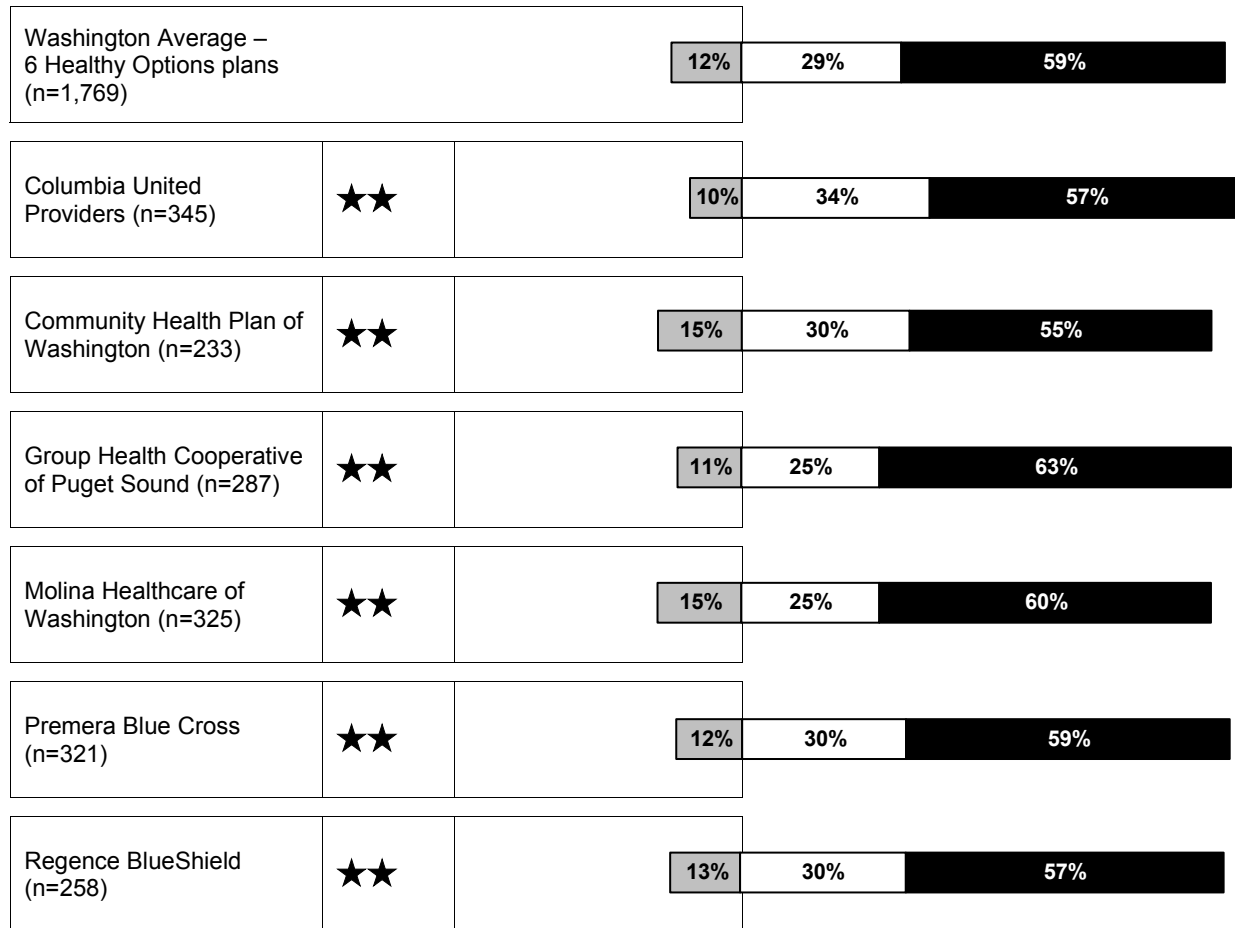 Washington Average –
6 Healthy Options plans
(n=1,769)
12% 29% 59%
Columbia United
Providers (n=345)
★★
10% 34% 57%
Community Health Plan of
Washington (n=233)
★★
15% 30% 55%
Group Health Cooperative
of Puget Sound (n=287)
★★
11% 25% 63%
Molina Healthcare of
Washington (n=325)
★★
15% 25% 60%
Premera Blue Cross
(n=321)
★★
12% 30% 59%
Regence BlueShield
(n=258)
★★
13% 30% 57%